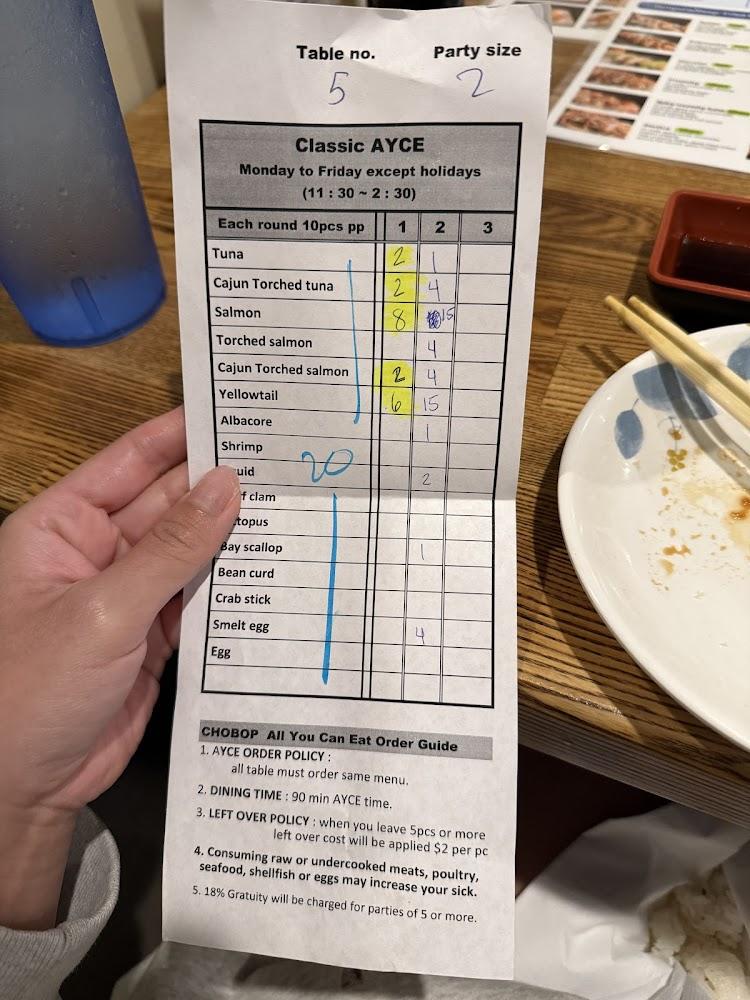 Table no. Party size
5 2
Classic AYCE
Monday to Friday except holidays
(11 : 30 ~ 2 : 30)
Each round 10pcs pp 1 2 3
Tuna 2 1
Cajun Torched tuna 2 4
Salmon 8 15
Torched salmon 4
Cajun Torched salmon 2 4
Yellowtail 6 15
Albacore 1
Shrimp
20
uid 2
f clam
topus
Bay scallop 1
Bean curd
Crab stick
Smelt egg 4
Egg
CHOBOP All You Can Eat Order Guide
1. AYCE ORDER POLICY :
all table must order same menu.
2. DINING TIME : 90 min AYCE time.
3. LEFT OVER POLICY : when you leave 5pcs or more
left over cost will be applied $2 per pc
4. Consuming raw or undercooked meats, poultry,
seafood, shellfish or eggs may increase your sick.
5. 18% Gratuity will be charged for parties of 5 or more.